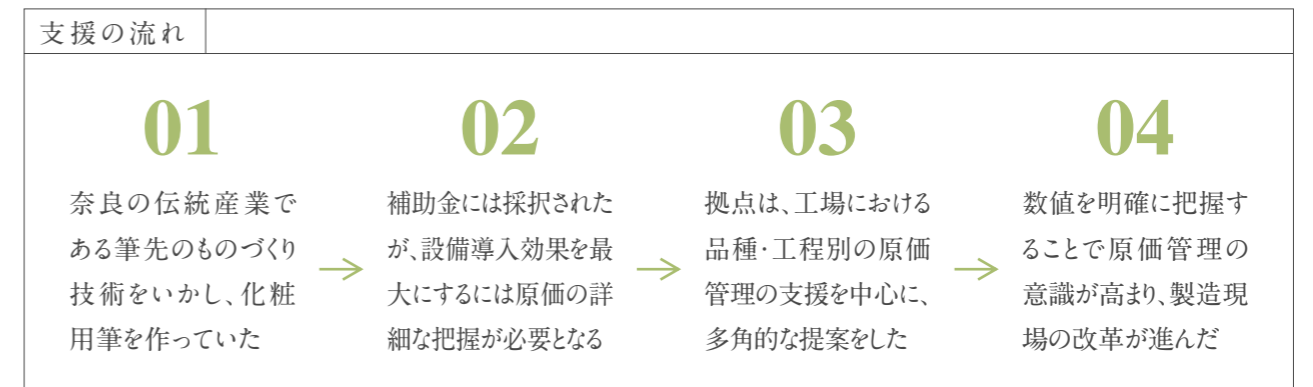 支援の流れ
01
奈良の伝統産業で
ある筆先のものづくり
技術をいかし、化粧
用筆を作っていた
02
補助金には採択された
が、設備導入効果を最
大にするには原価の詳
細な把握が必要となる
03
拠点は、工場における
品種・工程別の原価
管理の支援を中心に、
多角的な提案をした
04
数値を明確に把握す
ることで原価管理の
意識が高まり、製造現
場の改革が進んだ